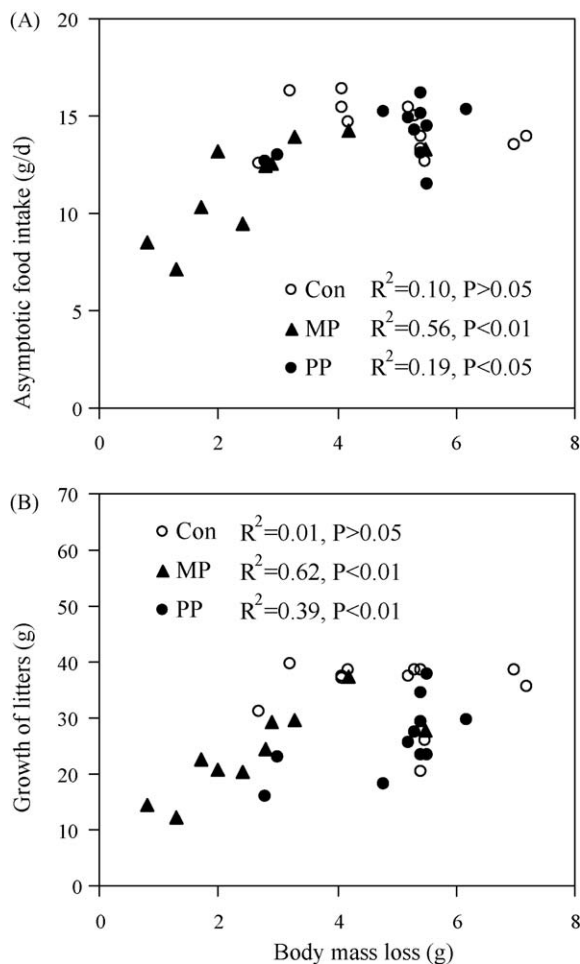 (A)
20
15
10
5
0
Asymptotic food intake (g/d)
Con R²=0.10, P>0.05
MP R²=0.56, P<0.01
PP R²=0.19, P<0.05
0 2 4 6 8
(B)
70
60
50
40
30
20
10
0
Growth of litters (g)
Con R²=0.01, P>0.05
MP R²=0.62, P<0.01
PP R²=0.39, P<0.01
0 2 4 6 8
Body mass loss (g)